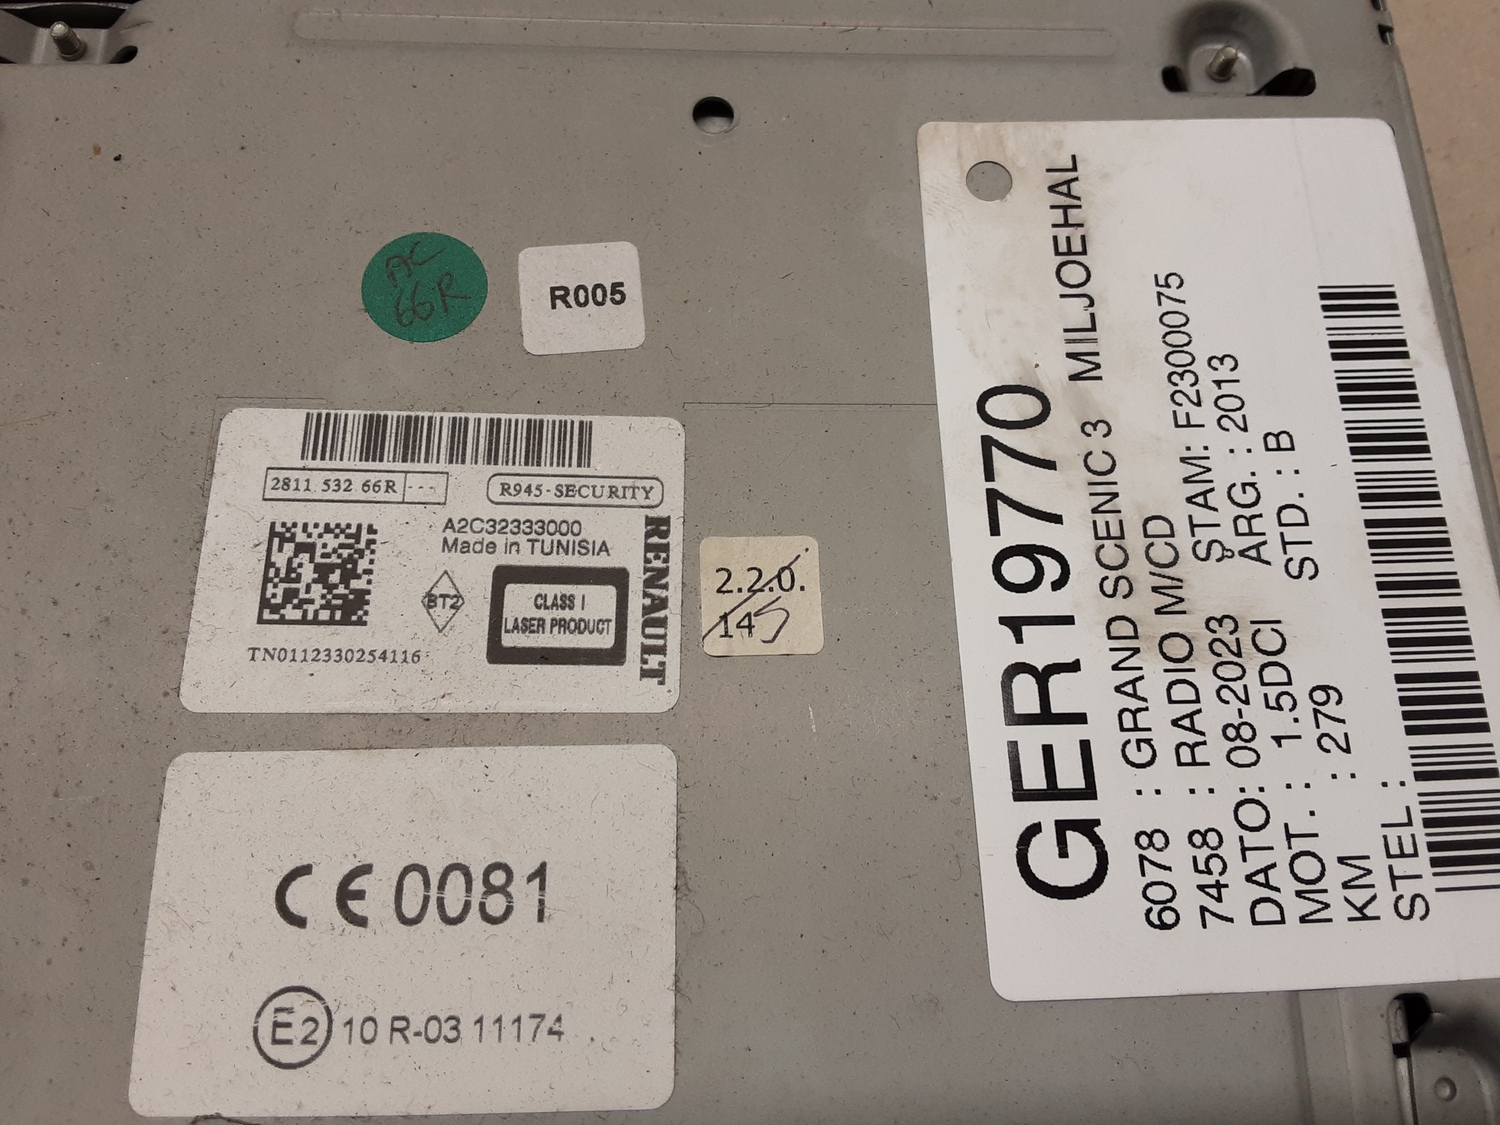 AC
66R
R005
2811 532 66R ---
R945-SECURITY
A2C32333000
Made in TUNISIA
BT2
CLASS I
LASER PRODUCT
RENAULT
TN0112330254116
2.2.0.
145
CE 0081
E2 10 R-03 11174
GER19770
6078 : GRAND SCENIC 3 MILJOEHAL
7458 : RADIO M/CD
DATO: 08-2023 STAM: F2300075
MOT. : 1.5DCI ARG. : 2013
KM : 279 STD. : B
STEL :